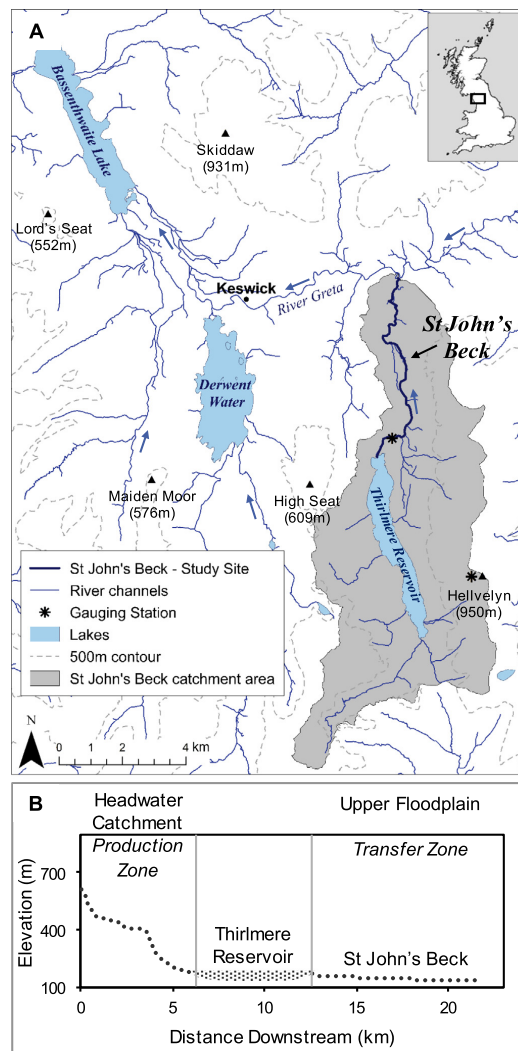 A
Bassenthwaite Lake
Skiddaw
(931m)
Lord's Seat
(552m)
Keswick
River Greta
St John's
Beck
Derwent
Water
Maiden Moor
(576m)
High Seat
(609m)
Thirlmere Reservoir
Hellvelyn
(950m)
St John's Beck - Study Site
River channels
Gauging Station
Lakes
500m contour
St John's Beck catchment area
N
0 1 2 4 km
B
Headwater
Catchment
Upper Floodplain
Production
Zone
Transfer Zone
Elevation (m)
700
400
100
Thirlmere
Reservoir
St John's Beck
0 5 10 15 20
Distance Downstream (km)